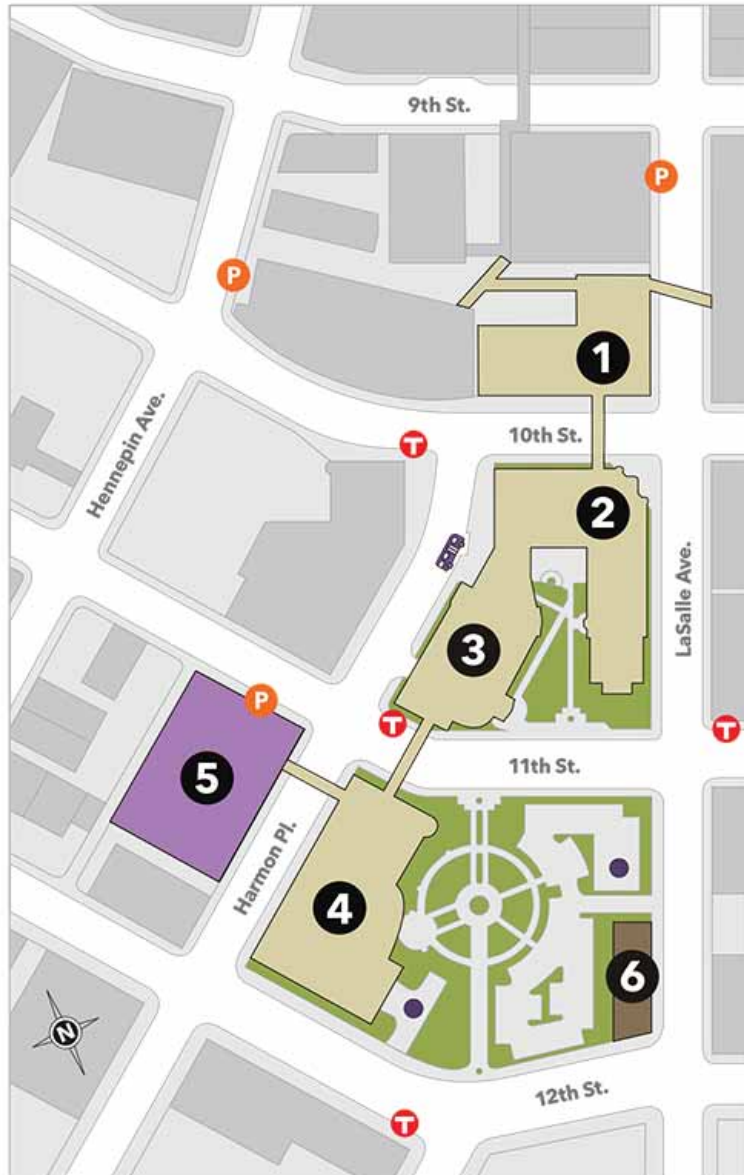 9th St.
P
P
1
10th St.
T
Hennepin Ave.
2
LaSalle Ave.
3
P
T
T
11th St.
5
Harmon Pl.
4
6
N
12th St.
T